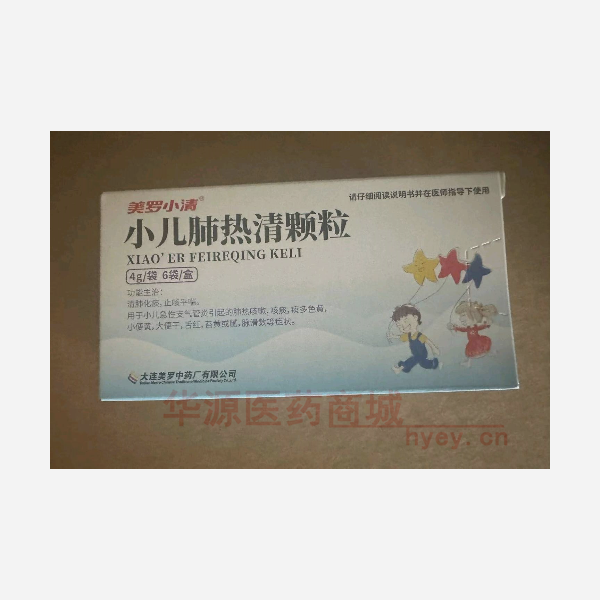 美罗小清®
请仔细阅读说明书并在医师指导下使用
小儿肺热清颗粒
XIAO'ER FEIREQING KELI
4g/袋 6袋/盒
功能主治:
清肺化痰,止咳平喘。
用于小儿急性支气管炎引起的肺热咳嗽、咳痰,痰多色黄,
小便黄,大便干,舌红,苔黄或腻,脉滑数等症状。
大连美罗中药厂有限公司
华源医药商城
hyey.cn